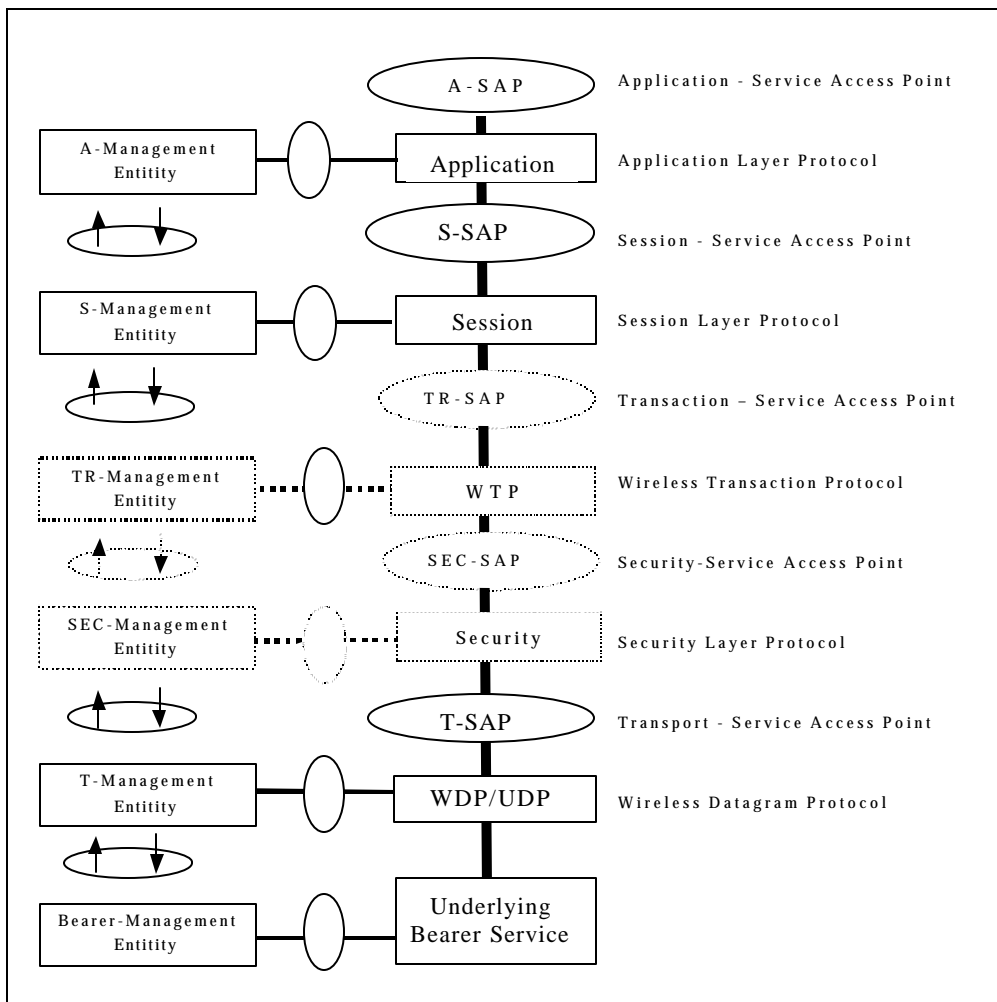 A-SAP
Application - Service Access Point
A-Management
Entitity
Application
Application Layer Protocol
S-SAP
Session - Service Access Point
S-Management
Entitity
Session
Session Layer Protocol
TR-SAP
Transaction – Service Access Point
TR-Management
Entitity
WTP
Wireless Transaction Protocol
SEC-SAP
Security-Service Access Point
SEC-Management
Entitity
Security
Security Layer Protocol
T-SAP
Transport - Service Access Point
T-Management
Entitity
WDP/UDP
Wireless Datagram Protocol
Bearer-Management
Entitity
Underlying
Bearer Service